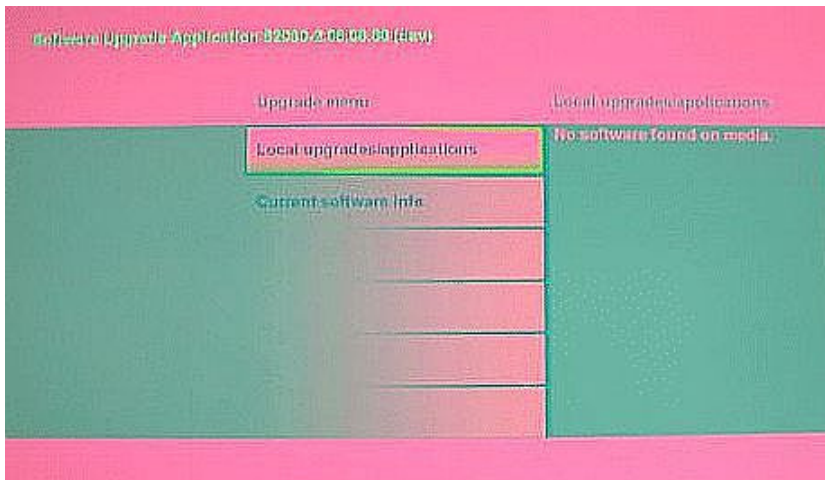 Software Upgrade Application
Upgrade menu
Local upgrades/applications
Local upgrades/applications
No software found on media.
Current software info